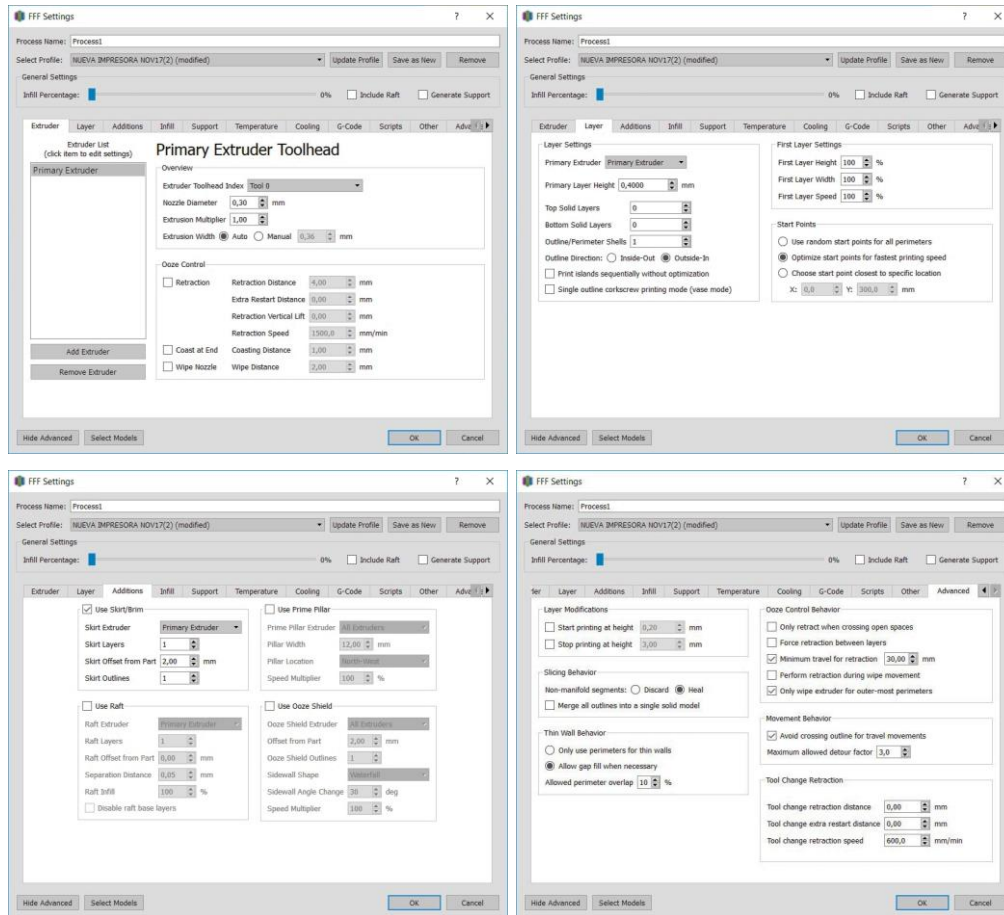 FFF Settings
Process Name: Process1
Select Profile: NUEVA IMPRESORA NOV17(2) (modified) Update Profile Save as New Remove
General Settings
Infill Percentage: 0% Include Raft Generate Support
Extruder Layer Additions Infill Support Temperature Cooling G-Code Scripts Other
Extruder List
(click item to edit settings)
Primary Extruder
Add Extruder
Remove Extruder
Primary Extruder Toolhead
Overview
Extruder Toolhead Index Tool 0
Nozzle Diameter 0,30 mm
Extrusion Multiplier 1,00
Extrusion Width Auto Manual 0,36 mm
Ooze Control
Retraction Retraction Distance 4,00 mm
Extra Restart Distance 0,00 mm
Retraction Vertical Lift 0,00 mm
Retraction Speed 1500,0 mm/min
Coast at End Coasting Distance 1,00 mm
Wipe Nozzle Wipe Distance 2,00 mm
Hide Advanced Select Models OK Cancel
FFF Settings
Process Name: Process1
Select Profile: NUEVA IMPRESORA NOV17(2) (modified) Update Profile Save as New Remove
General Settings
Infill Percentage: 0% Include Raft Generate Support
Extruder Layer Additions Infill Support Temperature Cooling G-Code Scripts Other
Layer Settings
Primary Extruder Primary Extruder
Primary Layer Height 0,4000 mm
Top Solid Layers 0
Bottom Solid Layers 0
Outline/Perimeter Shells 1
Outline Direction: Inside-Out Outside-In
Print islands sequentially without optimization
Single outline corkscrew printing mode (vase mode)
First Layer Settings
First Layer Height 100 %
First Layer Width 100 %
First Layer Speed 100 %
Start Points
Use random start points for all perimeters
Optimize start points for fastest printing speed
Choose start point closest to specific location
X: 0,0 Y: 300,0 mm
Hide Advanced Select Models OK Cancel
FFF Settings
Process Name: Process1
Select Profile: NUEVA IMPRESORA NOV17(2) (modified) Update Profile Save as New Remove
General Settings
Infill Percentage: 0% Include Raft Generate Support
Extruder Layer Additions Infill Support Temperature Cooling G-Code Scripts Other
Use Skirt/Brim
Skirt Extruder Primary Extruder
Skirt Layers 1
Skirt Offset from Part 2,00 mm
Skirt Outlines 1
Use Prime Pillar
Prime Pillar Extruder All Extruders
Pillar Width 12,00 mm
Pillar Location North-West
Speed Multiplier 100 %
Use Raft
Raft Extruder Primary Extruder
Raft Layers 1
Raft Offset from Part 0,00 mm
Separation Distance 0,05 mm
Raft Infill 100 %
Disable raft base layers
Use Ooze Shield
Ooze Shield Extruder All Extruders
Offset from Part 2,00 mm
Ooze Shield Outlines 1
Sidewall Shape Waterfall
Sidewall Angle Change 30 deg
Speed Multiplier 100 %
Hide Advanced Select Models OK Cancel
FFF Settings
Process Name: Process1
Select Profile: NUEVA IMPRESORA NOV17(2) (modified) Update Profile Save as New Remove
General Settings
Infill Percentage: 0% Include Raft Generate Support
Layer Additions Infill Support Temperature Cooling G-Code Scripts Other Advanced
Layer Modifications
Start printing at height 0,20 mm
Stop printing at height 3,00 mm
Slicing Behavior
Non-manifold segments: Discard Heal
Merge all outlines into a single solid model
Thin Wall Behavior
Only use perimeters for thin walls
Allow gap fill when necessary
Allowed perimeter overlap 10 %
Ooze Control Behavior
Only retract when crossing open spaces
Force retraction between layers
Minimum travel for retraction 30,00 mm
Perform retraction during wipe movement
Only wipe extruder for outer-most perimeters
Movement Behavior
Avoid crossing outline for travel movements
Maximum allowed detour factor 3,0
Tool Change Retraction
Tool change retraction distance 0,00 mm
Tool change extra restart distance 0,00 mm
Tool change retraction speed 600,0 mm/min
Hide Advanced Select Models OK Cancel